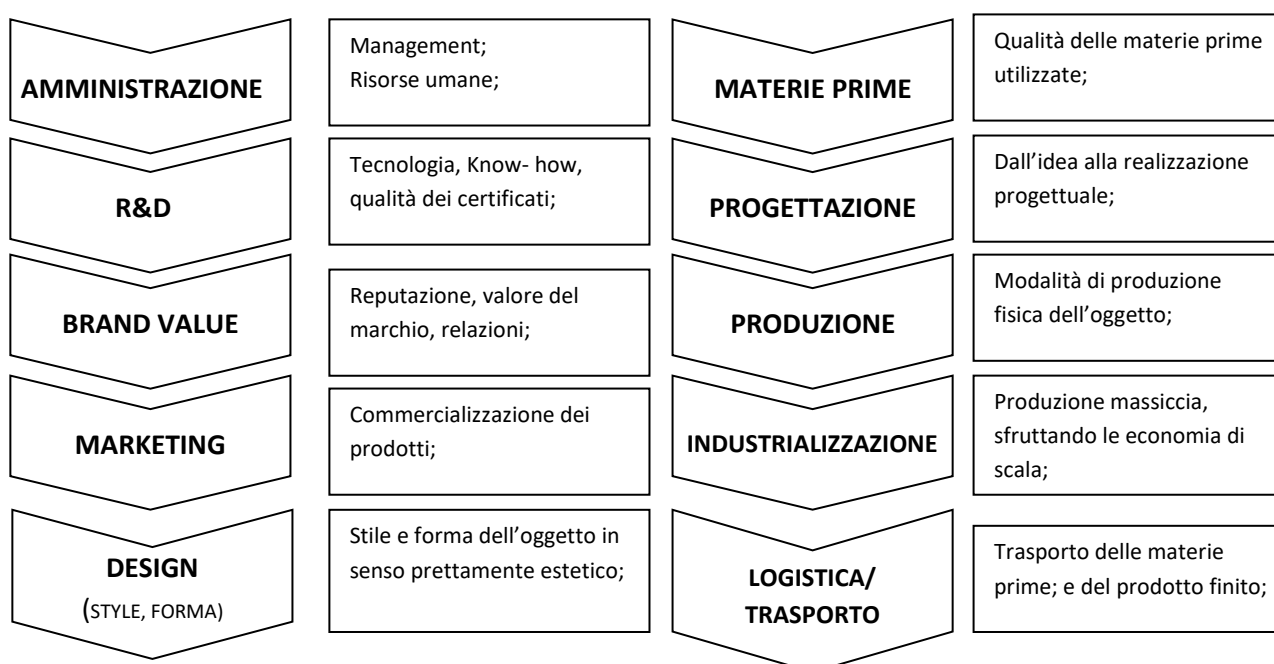 AMMINISTRAZIONE
Management;
Risorse umane;
R&D
Tecnologia, Know- how,
qualità dei certificati;
BRAND VALUE
Reputazione, valore del
marchio, relazioni;
MARKETING
Commercializzazione dei
prodotti;
DESIGN
(STYLE, FORMA)
Stile e forma dell’oggetto in
senso prettamente estetico;
MATERIE PRIME
Qualità delle materie prime
utilizzate;
PROGETTAZIONE
Dall’idea alla realizzazione
progettuale;
PRODUZIONE
Modalità di produzione
fisica dell’oggetto;
INDUSTRIALIZZAZIONE
Produzione massiccia,
sfruttando le economia di
scala;
LOGISTICA/
TRASPORTO
Trasporto delle materie
prime; e del prodotto finito;